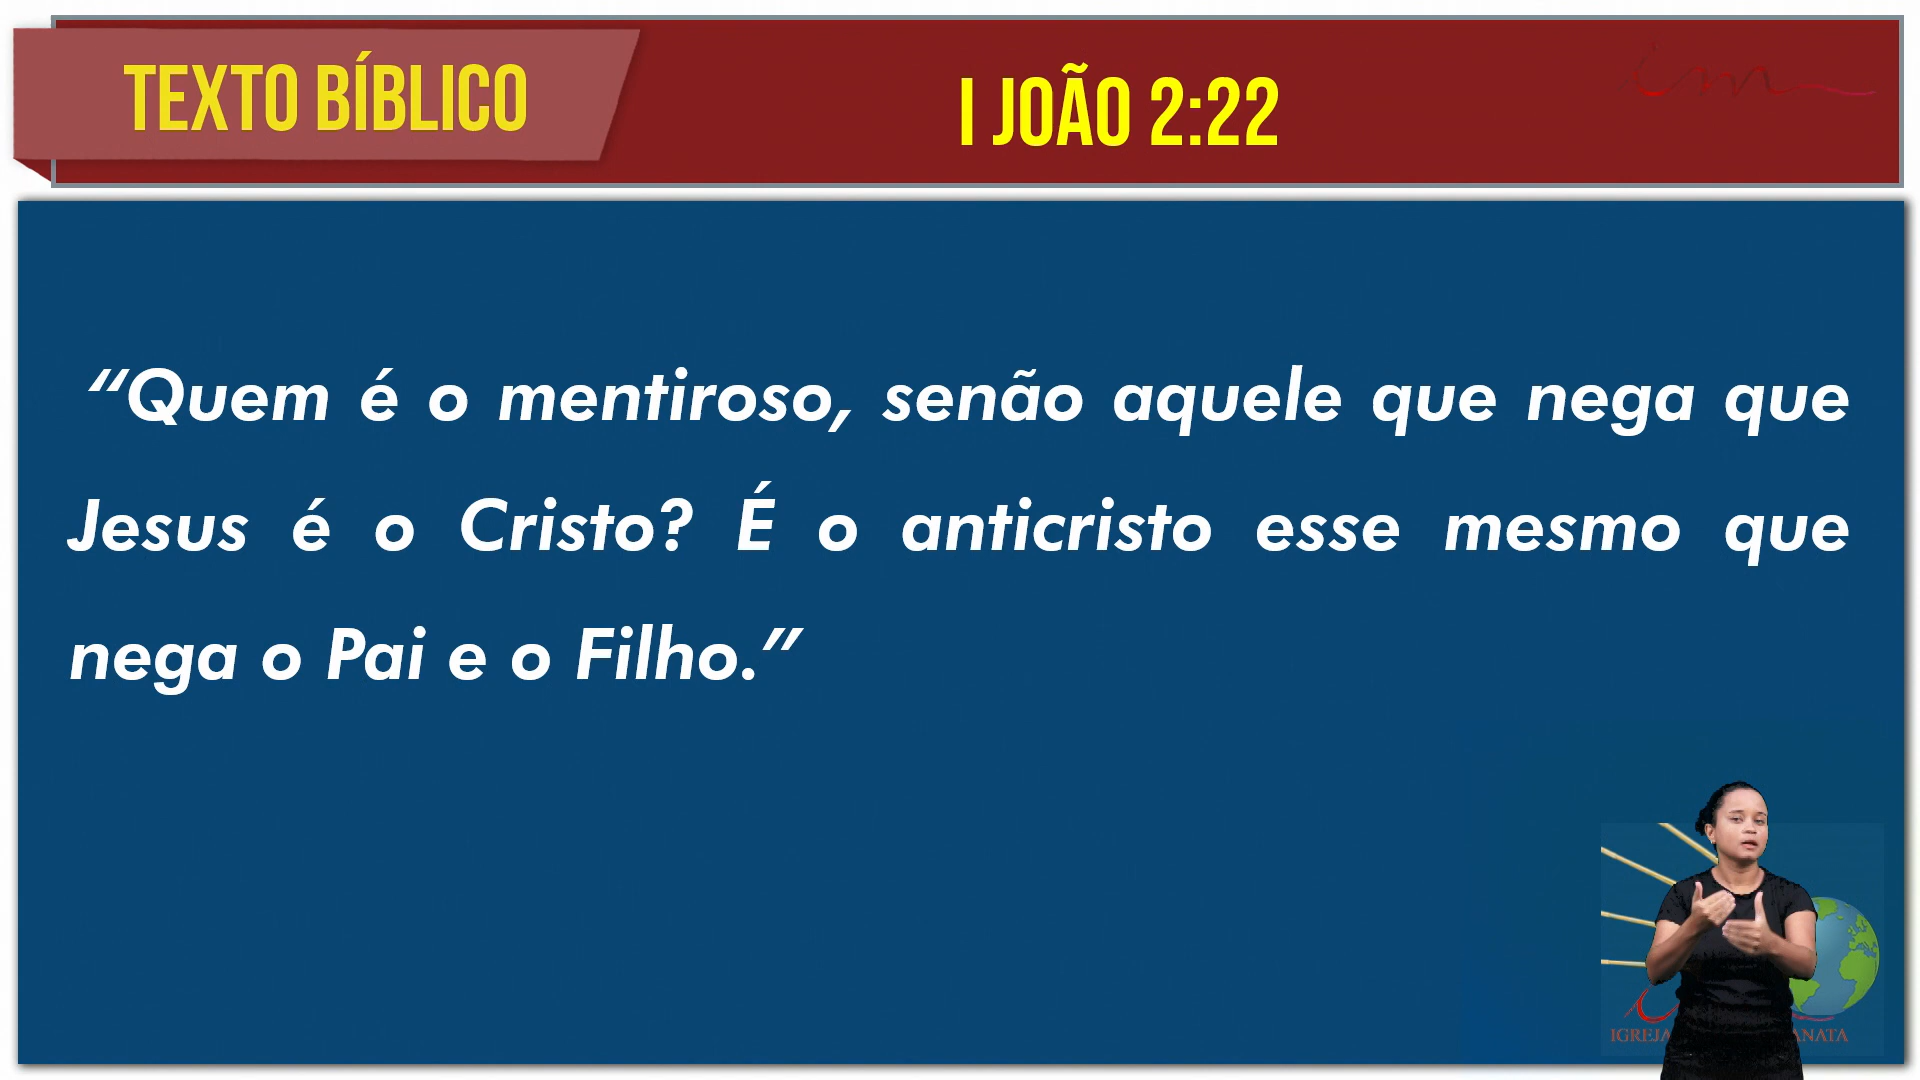 TEXTO BÍBLICO
I JOÃO 2:22
“Quem é o mentiroso, senão aquele que nega que
Jesus é o Cristo? É o anticristo esse mesmo que
nega o Pai e o Filho.”
IGREJA